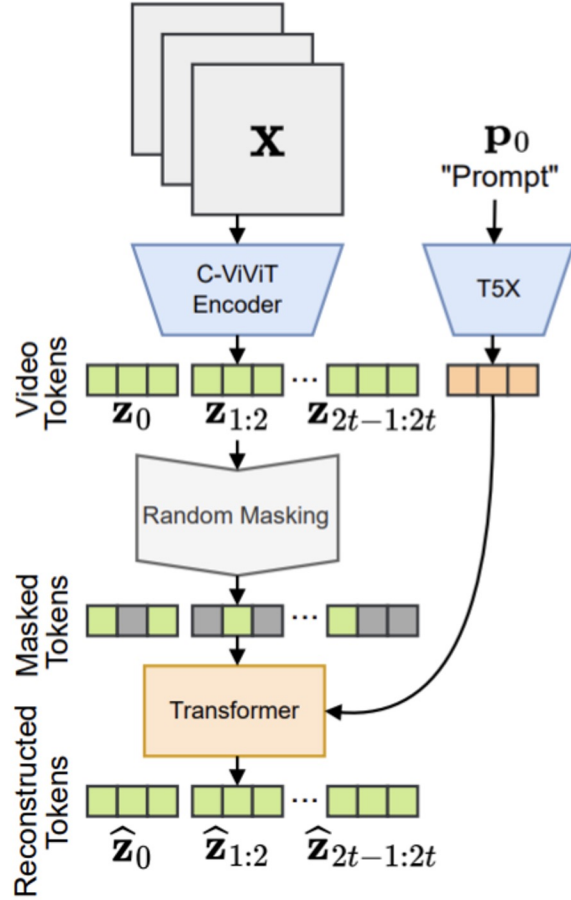 x
p₀
"Prompt"
C-ViViT
Encoder
T5X
Video
Tokens
z₀ z₁:₂ ... z₂ₜ₋₁:₂ₜ
Random Masking
Masked
Tokens
...
Transformer
Reconstructed
Tokens
...
ẑ₀ ẑ₁:₂ ẑ₂ₜ₋₁:₂ₜ